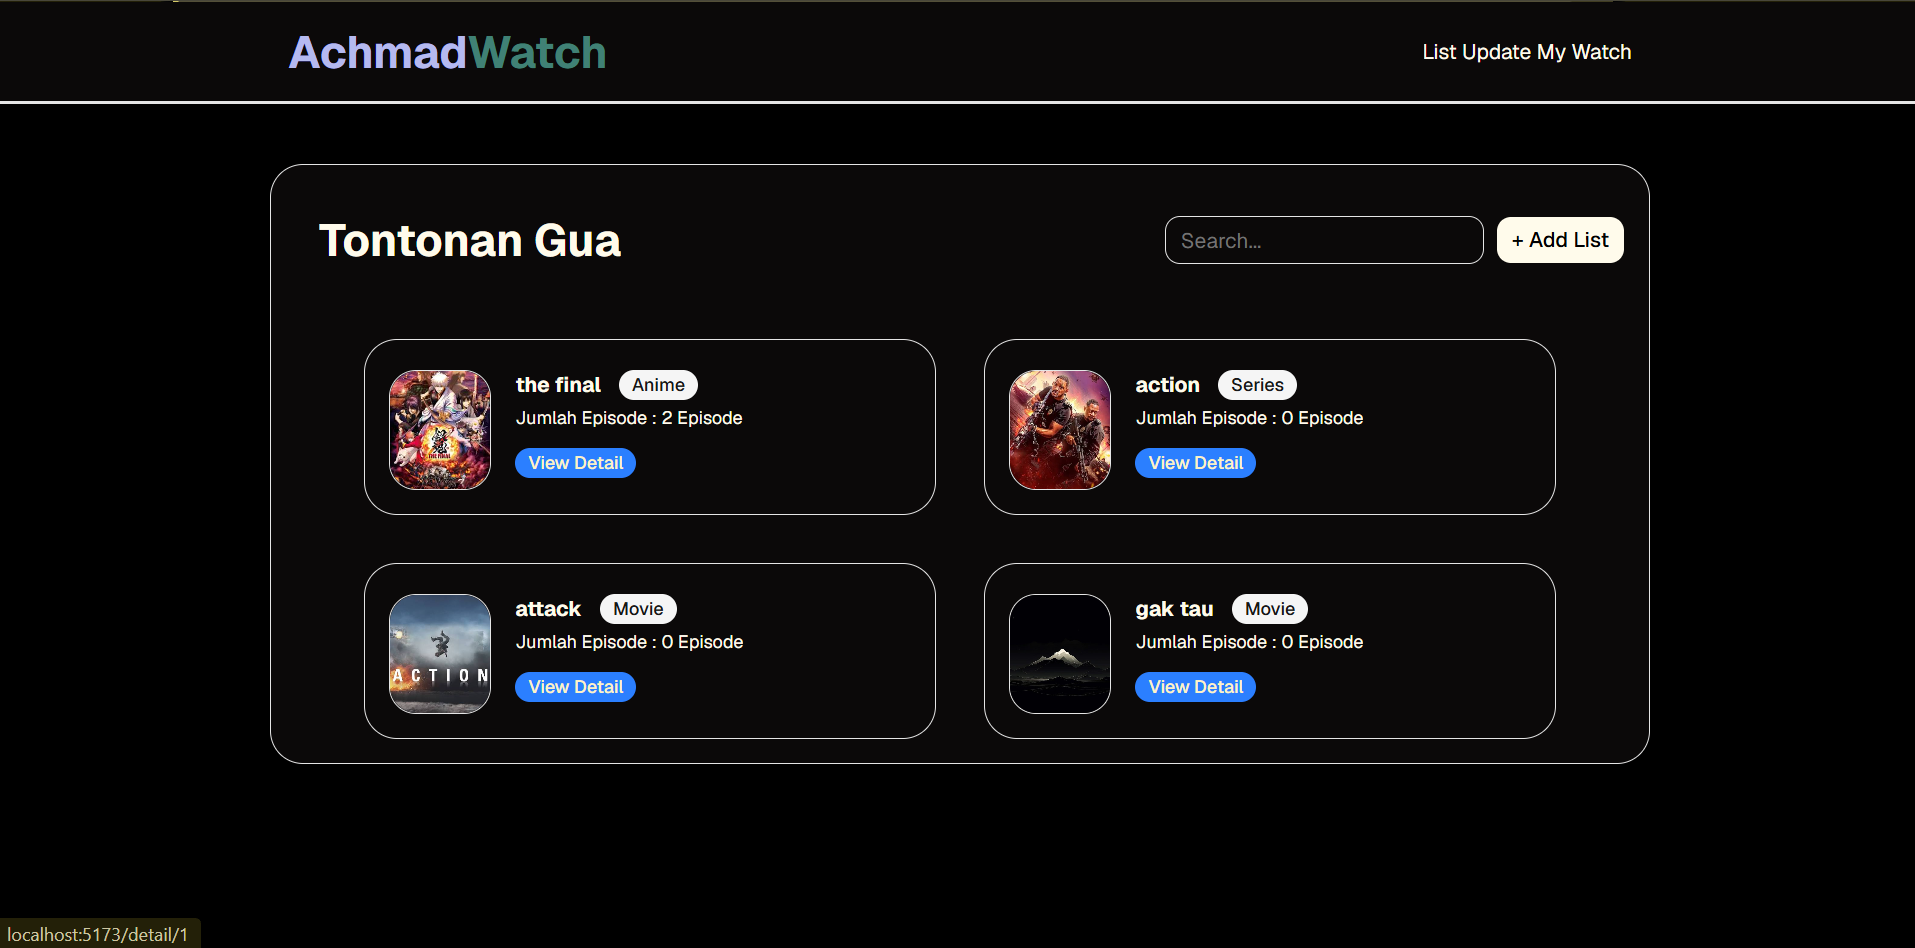 AchmadWatch
List Update My Watch
Tontonan Gua
Search...
+ Add List
the final Anime
Jumlah Episode : 2 Episode
View Detail
THE FINAL
action Series
Jumlah Episode : 0 Episode
View Detail
attack Movie
Jumlah Episode : 0 Episode
View Detail
ACTION
gak tau Movie
Jumlah Episode : 0 Episode
View Detail
localhost:5173/detail/1